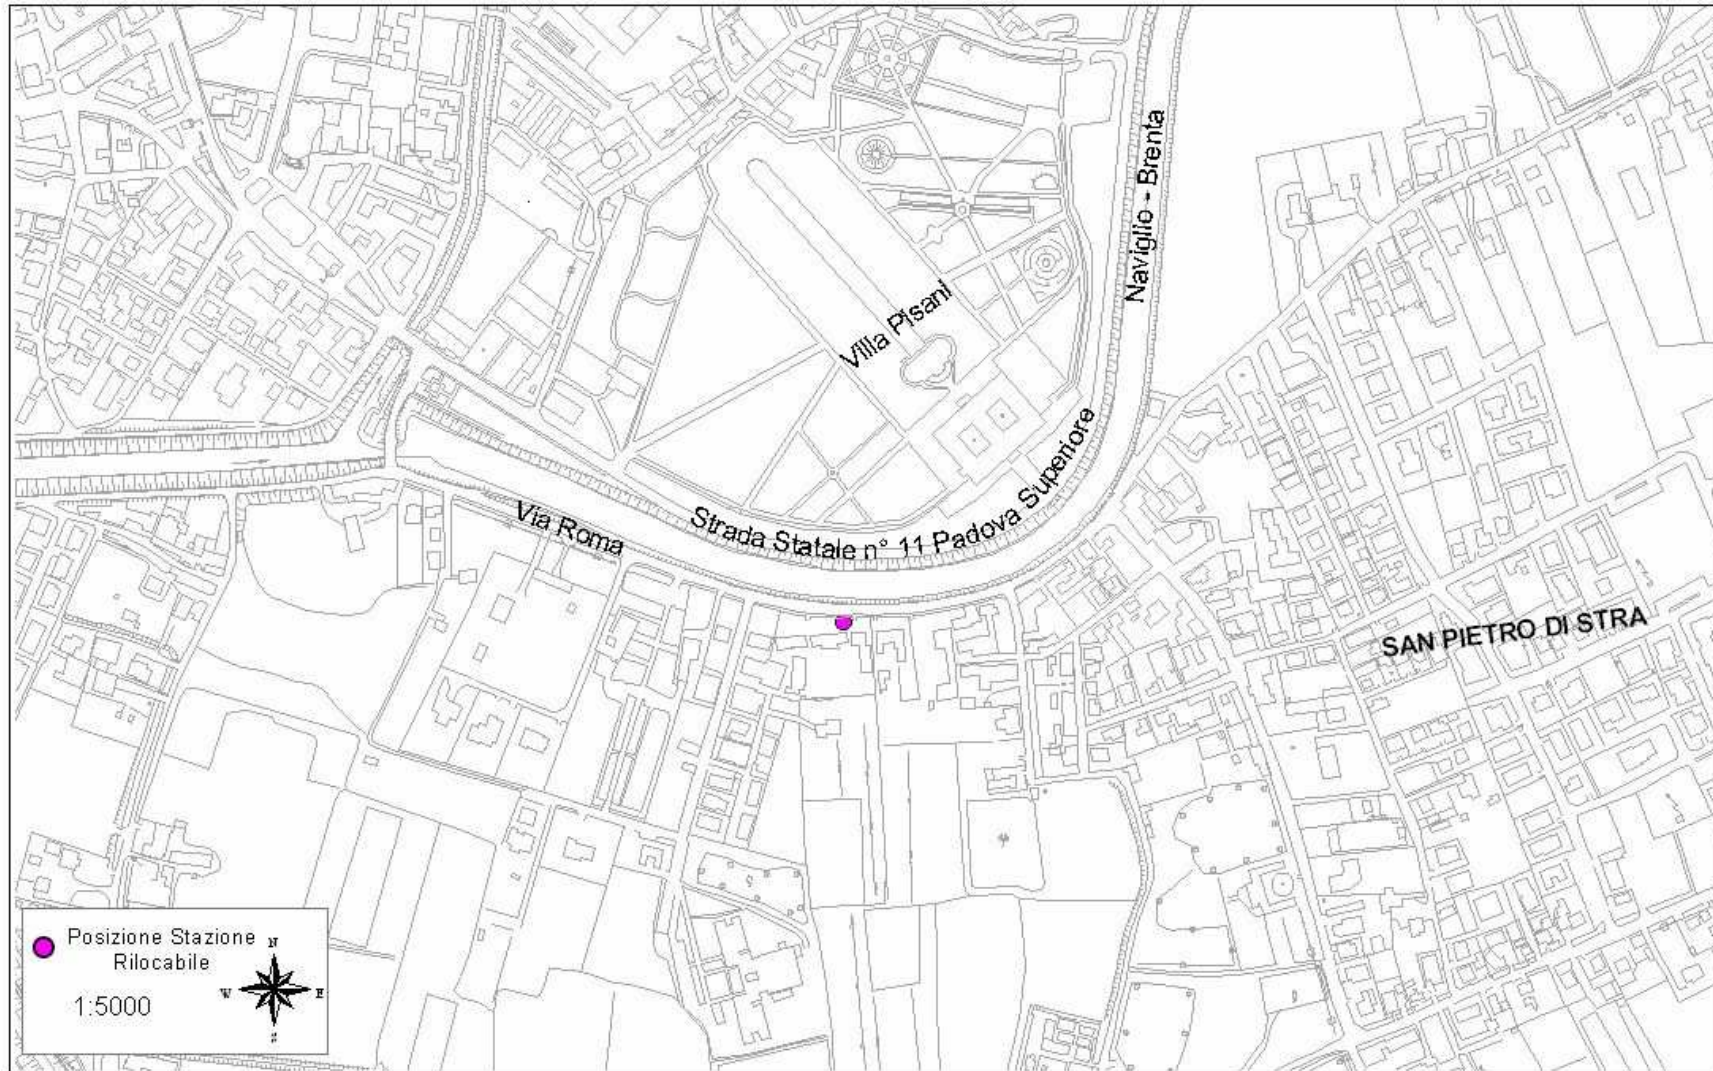 Naviglio - Brenta
Villa Pisani
Strada Statale n° 11 Padova Superiore
Via Roma
SAN PIETRO DI STRA
Posizione Stazione
Rilocabile
1:5000
N
W
E
S